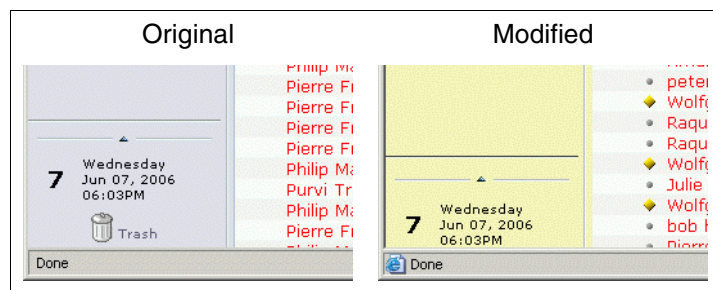 Original
Modified
Pierre Fr
Pierre Fr
Pierre Fr
Pierre Fr
Philip Ma
Purvi Tr
Philip Ma
Pierre Fr
7
Wednesday
Jun 07, 2006
06:03PM
Trash
Done
peter
Wolfg
Raqu
Raqu
Wolfg
Julie
Wolfg
bob h
7
Wednesday
Jun 07, 2006
06:03PM
Done